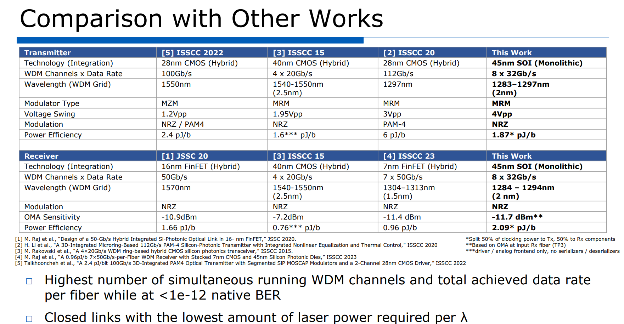 Comparison with Other Works
Transmitter [5] ISSCC 2022 [3] ISSCC 15 [2] ISSCC 20 This Work
Technology (Integration) 28nm CMOS (Hybrid) 40nm CMOS (Hybrid) 28nm CMOS (Hybrid) 45nm SOI (Monolithic)
WDM Channels x Data Rate 100Gb/s 4 x 20Gb/s 112Gb/s 8 x 32Gb/s
Wavelength (WDM Grid) 1550nm 1540-1550nm 1297nm 1283–1297nm
(2.5nm) (2nm)
Modulator Type MZM MRM MRM MRM
Voltage Swing 1.2Vpp 1.95Vpp 3Vpp 4Vpp
Modulation NRZ / PAM4 NRZ PAM-4 NRZ
Power Efficiency 2.4 pJ/b 1.6*** pJ/b 6 pJ/b 1.87* pJ/b
Receiver [1] JSSC 20 [3] ISSCC 15 [4] ISSCC 23 This Work
Technology (Integration) 16nm FinFET (Hybrid) 40nm CMOS (Hybrid) 7nm FinFET (Hybrid) 45nm SOI (Monolithic)
WDM Channels x Data Rate 50Gb/s 4 x 20Gb/s 7 x 50Gb/s 8 x 32Gb/s
Wavelength (WDM Grid) 1570nm 1540-1550nm 1304–1313nm 1284 – 1294nm
(2.5nm) (1.5nm) (2 nm)
Modulation NRZ NRZ NRZ NRZ
OMA Sensitivity -10.9dBm -7.2dBm -11.4 dBm -11.7 dBm**
Power Efficiency 1.66 pJ/b 0.76*** pJ/b 0.96 pJ/b 2.09* pJ/b
[1] M. Raj et al., "Design of a 50-Gb/s Hybrid Integrated Si-Photonic Optical Link in 16-nm FinFET," JSSC 2020.
[2] H. Li et al., "A 3D-Integrated Microring-Based 112Gb/s PAM-4 Silicon-Photonic Transmitter with Integrated Nonlinear Equalization and Thermal Control," ISSCC 2020
[3] M. Rakowski et al., "A 4×20Gb/s WDM ring-based hybrid CMOS silicon photonics transceiver," ISSCC 2015.
[4] M. Raj et al., "A 0.96pJ/b 7×50Gb/s-per-Fiber WDM Receiver with Stacked 7nm CMOS and 45nm Silicon Photonic Dies," ISSCC 2023
[5] Talkhooncheh et al., "A 2.4 pJ/bit 100Gb/s 3D-Integrated PAM4 Optical Transmitter with Segmented SiP MOSCAP Modulators and a 2-Channel 28nm CMOS Driver," ISSCC 2022
*Split 50% of clocking power to Tx, 50% to Rx components
**Based on OMA at input Rx fiber (TP3)
***driver / analog frontend only, no serializers / deserializers
Highest number of simultaneous running WDM channels and total achieved data
per fiber while at <1e-12 native BER
Closed links with the lowest amount of laser power required per λ